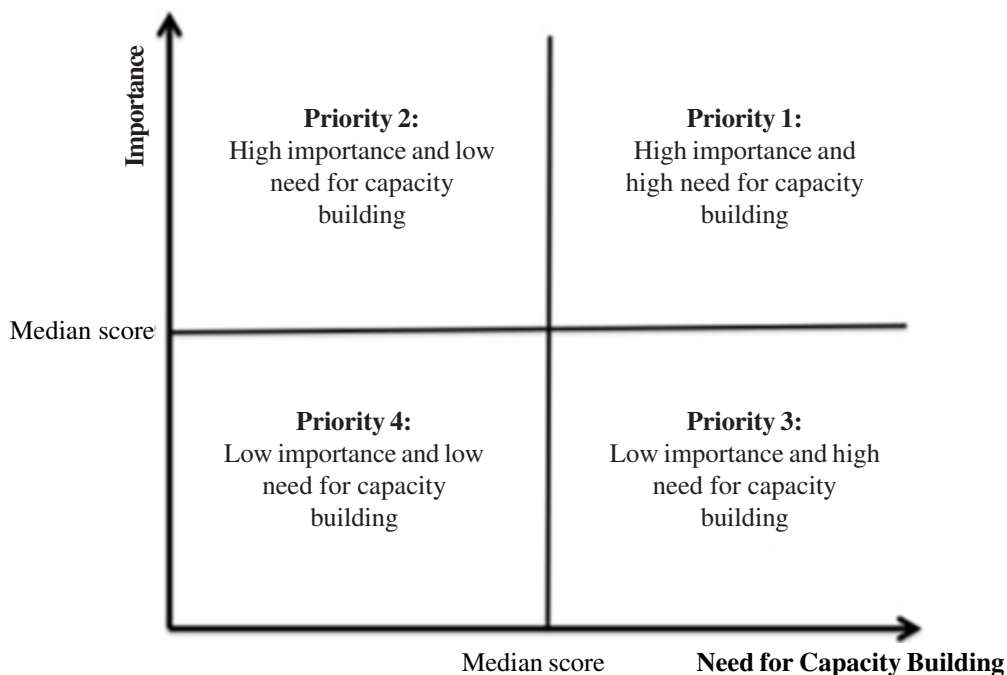 Importance
Priority 2:
High importance and low
need for capacity
building
Priority 1:
High importance and
high need for capacity
building
Median score
Priority 4:
Low importance and low
need for capacity
building
Priority 3:
Low importance and high
need for capacity
building
Median score
Need for Capacity Building